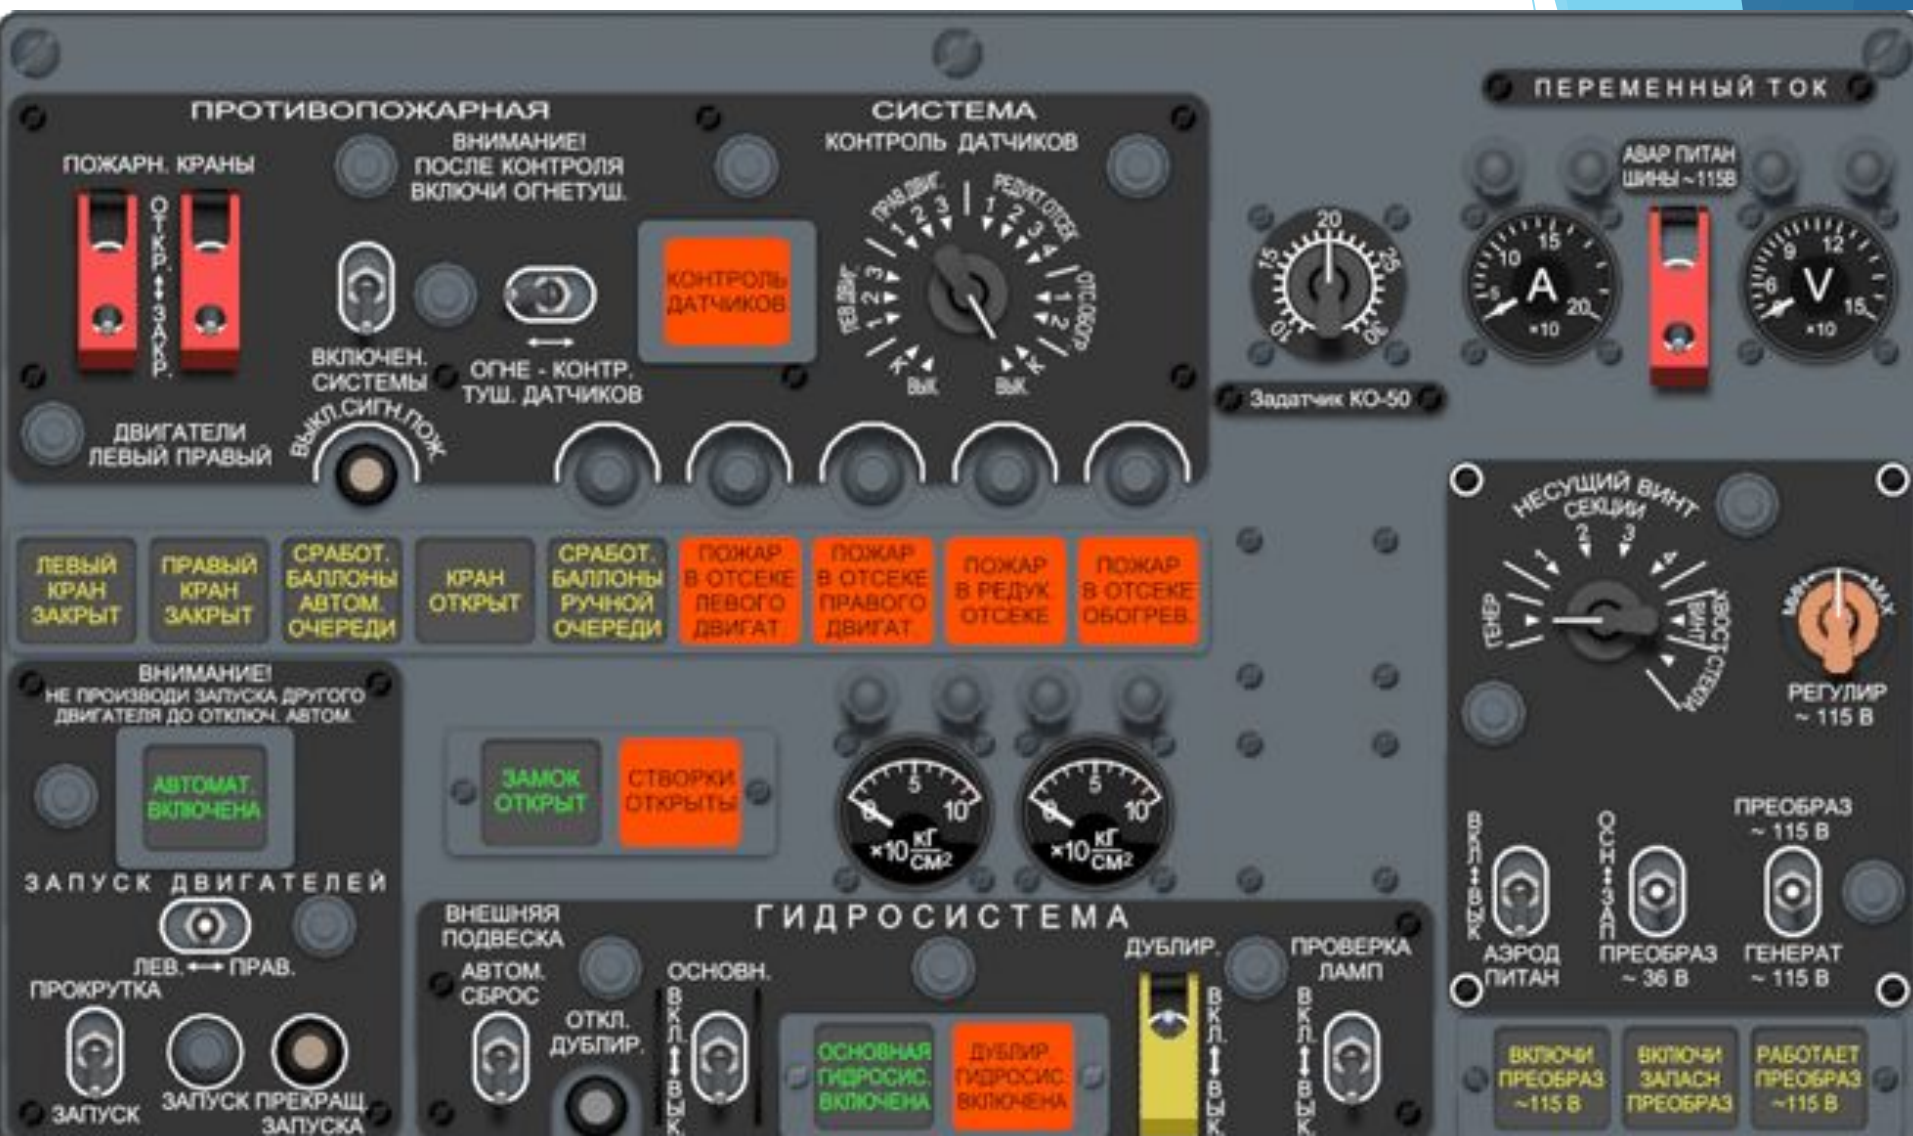 ПРОТИВОПОЖАРНАЯ СИСТЕМА
ПОЖАРН. КРАНЫ
ОТКР. ↔ ЗАКР.
ДВИГАТЕЛИ
ЛЕВЫЙ ПРАВЫЙ
ВНИМАНИЕ!
ПОСЛЕ КОНТРОЛЯ
ВКЛЮЧИ ОГНЕТУШ.
ВКЛЮЧЕН.
СИСТЕМЫ
ВЫКЛ.СИГН.ПОЖ.
ОГНЕ - КОНТР.
ТУШ. ДАТЧИКОВ
КОНТРОЛЬ
ДАТЧИКОВ
КОНТРОЛЬ ДАТЧИКОВ
ВЫК.
К
ЛЕВ.ДВИГ.
1 2 3
ПРАВ.ДВИГ.
1 2 3
РЕДУКТ.ОТСЕК
1 2 3 4
ОТС.ОБОГР
1 2
К
ВЫК.
10 15 20 25 30
Задатчик КО-50
ПЕРЕМЕННЫЙ ТОК
АВАР ПИТАН
ШИНЫ ~115В
5 10 15 20
A
×10
6 9 12 15
V
×10
ЛЕВЫЙ
КРАН
ЗАКРЫТ
ПРАВЫЙ
КРАН
ЗАКРЫТ
СРАБОТ.
БАЛЛОНЫ
АВТОМ.
ОЧЕРЕДИ
КРАН
ОТКРЫТ
СРАБОТ.
БАЛЛОНЫ
РУЧНОЙ
ОЧЕРЕДИ
ПОЖАР
В ОТСЕКЕ
ЛЕВОГО
ДВИГАТ.
ПОЖАР
В ОТСЕКЕ
ПРАВОГО
ДВИГАТ.
ПОЖАР
В РЕДУК.
ОТСЕКЕ
ПОЖАР
В ОТСЕКЕ
ОБОГРЕВ.
НЕСУЩИЙ ВИНТ
СЕКЦИИ
1 2 3 4
ГЕНЕР
ХВОСТ
ВИНТ
СТЕКЛА
МИН
МАХ
РЕГУЛИР
~ 115 В
ВНИМАНИЕ!
НЕ ПРОИЗВОДИ ЗАПУСКА ДРУГОГО
ДВИГАТЕЛЯ ДО ОТКЛЮЧ. АВТОМ.
АВТОМАТ.
ВКЛЮЧЕНА
ЗАПУСК ДВИГАТЕЛЕЙ
ЛЕВ. ↔ ПРАВ.
ПРОКРУТКА
ЗАПУСК
ЗАПУСК
ПРЕКРАЩ.
ЗАПУСКА
ЗАМОК
ОТКРЫТ
СТВОРКИ
ОТКРЫТЫ
0 5 10
×10 КГ
СМ2
0 5 10
×10 КГ
СМ2
ГИДРОСИСТЕМА
ВНЕШНЯЯ
ПОДВЕСКА
АВТОМ.
СБРОС
ОТКЛ.
ДУБЛИР.
ОСНОВН.
ВКЛ.↔ВЫК.
ОСНОВНАЯ
ГИДРОСИС.
ВКЛЮЧЕНА
ДУБЛИР.
ГИДРОСИС.
ВКЛЮЧЕНА
ДУБЛИР.
ВКЛ.↔ВЫК.
ПРОВЕРКА
ЛАМП
ВКЛ.↔ВЫК.
ВКЛ↔ВЫК
АЭРОД
ПИТАН
ОСН↔ЗАП
ПРЕОБРАЗ
~ 36 В
ПРЕОБРАЗ
~ 115 В
ГЕНЕРАТ
~ 115 В
ВКЛЮЧИ
ПРЕОБРАЗ
~115 В
ВКЛЮЧИ
ЗАПАСН
ПРЕОБРАЗ
РАБОТАЕТ
ПРЕОБРАЗ
~115 В